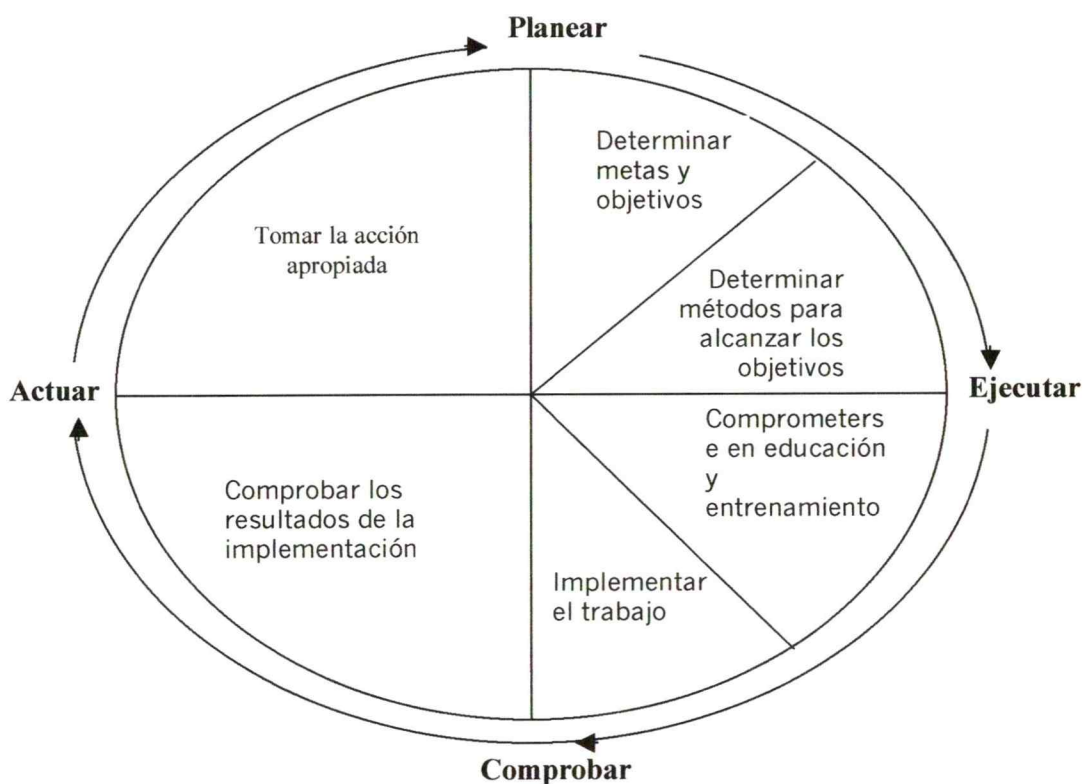 Planear
Determinar
metas y
objetivos
Tomar la acción
apropiada
Determinar
métodos para
alcanzar los
objetivos
Actuar
Ejecutar
Comprometers
e en educación
y
entrenamiento
Comprobar los
resultados de la
implementación
Implementar
el trabajo
Comprobar